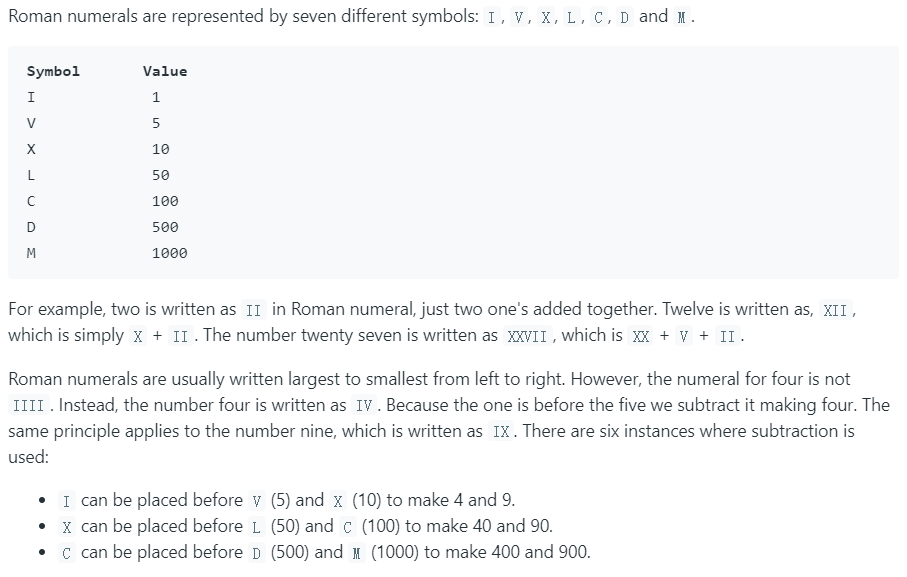 Roman numerals are represented by seven different symbols: I, V, X, L, C, D and M.
Symbol Value
I 1
V 5
X 10
L 50
C 100
D 500
M 1000
For example, two is written as II in Roman numeral, just two one's added together. Twelve is written as, XII,
which is simply X + II. The number twenty seven is written as XXVII, which is XX + V + II.
Roman numerals are usually written largest to smallest from left to right. However, the numeral for four is not
IIII. Instead, the number four is written as IV. Because the one is before the five we subtract it making four. The
same principle applies to the number nine, which is written as IX. There are six instances where subtraction is
used:
• I can be placed before V (5) and X (10) to make 4 and 9.
• X can be placed before L (50) and C (100) to make 40 and 90.
• C can be placed before D (500) and M (1000) to make 400 and 900.